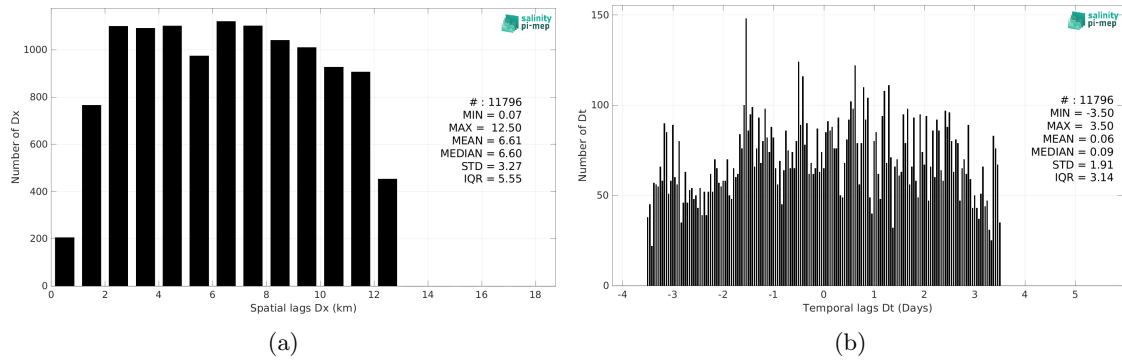 salinity
pi-mep
1000
800
600
400
200
0
Number of Dx
# : 11796
MIN = 0.07
MAX = 12.50
MEAN = 6.61
MEDIAN = 6.60
STD = 3.27
IQR = 5.55
0 2 4 6 8 10 12 14 16 18
Spatial lags Dx (km)
(a)
salinity
pi-mep
150
100
50
0
Number of Dt
# : 11796
MIN = -3.50
MAX = 3.50
MEAN = 0.06
MEDIAN = 0.09
STD = 1.91
IQR = 3.14
-4 -3 -2 -1 0 1 2 3 4 5
Temporal lags Dt (Days)
(b)